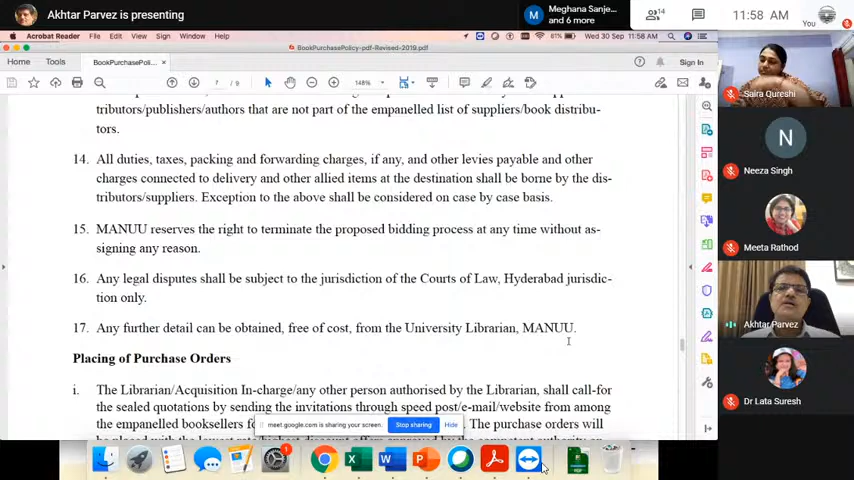 Akhtar Parvez is presenting
Meghana Sanje...
and 6 more
14
11:58 AM
You
Acrobat Reader File Edit View Sign Window Help
81%
Wed 30 Sep 11:58 AM
BookPurchasePolicy-pdf-Revised-2019.pdf
Home Tools BookPurchasePolicy... × Sign In
7 / 9
148%
tributors/publishers/authors that are not part of the empanelled list of suppliers/book distribu-
tors.
14. All duties, taxes, packing and forwarding charges, if any, and other levies payable and other
charges connected to delivery and other allied items at the destination shall be borne by the dis-
tributors/suppliers. Exception to the above shall be considered on case by case basis.
15. MANUU reserves the right to terminate the proposed bidding process at any time without as-
signing any reason.
16. Any legal disputes shall be subject to the jurisdiction of the Courts of Law, Hyderabad jurisdic-
tion only.
17. Any further detail can be obtained, free of cost, from the University Librarian, MANUU.
Placing of Purchase Orders
i. The Librarian/Acquisition In-charge/any other person authorised by the Librarian, shall call-for
the sealed quotations by sending the invitations through speed post/e-mail/website from among
the empanelled booksellers
The purchase orders will
meet.google.com is sharing your screen. Stop sharing Hide
Saira Qureshi
N
Neeza Singh
Meeta Rathod
Akhtar Parvez
Dr Lata Suresh